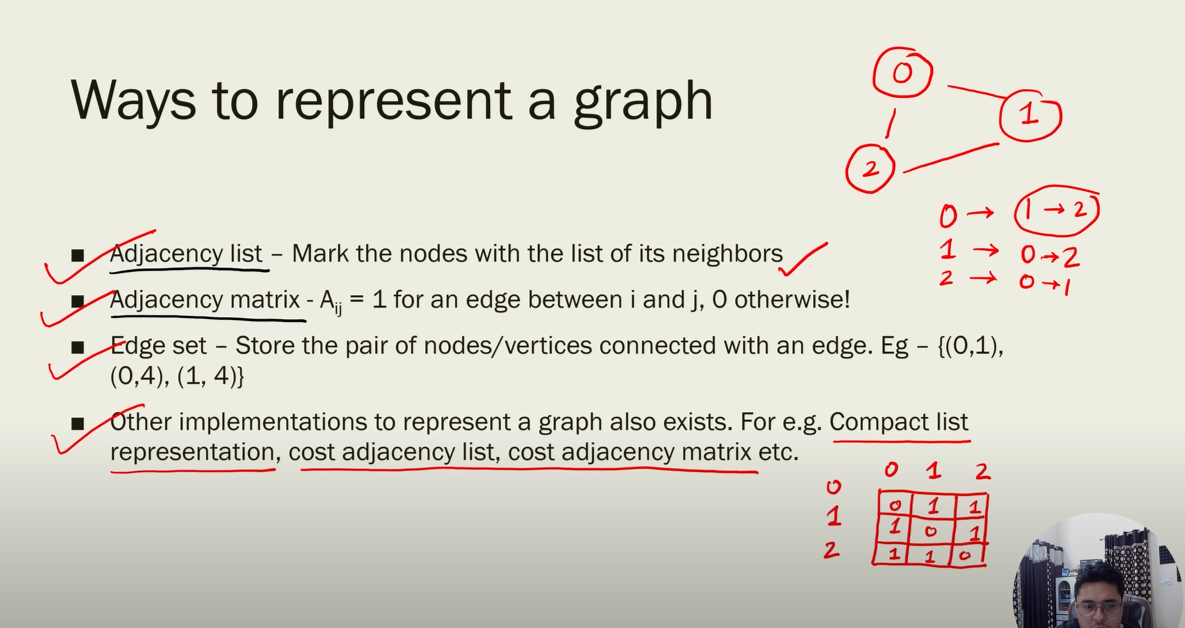 Ways to represent a graph
0
1
2
0 → 1 → 2
1 → 0 → 2
2 → 0 → 1
■ Adjacency list – Mark the nodes with the list of its neighbors
■ Adjacency matrix - Aij = 1 for an edge between i and j, 0 otherwise!
■ Edge set – Store the pair of nodes/vertices connected with an edge. Eg – {(0,1),
(0,4), (1, 4)}
■ Other implementations to represent a graph also exists. For e.g. Compact list
representation, cost adjacency list, cost adjacency matrix etc.
0 1 2
0 0 1 1
1 1 0 1
2 1 1 0